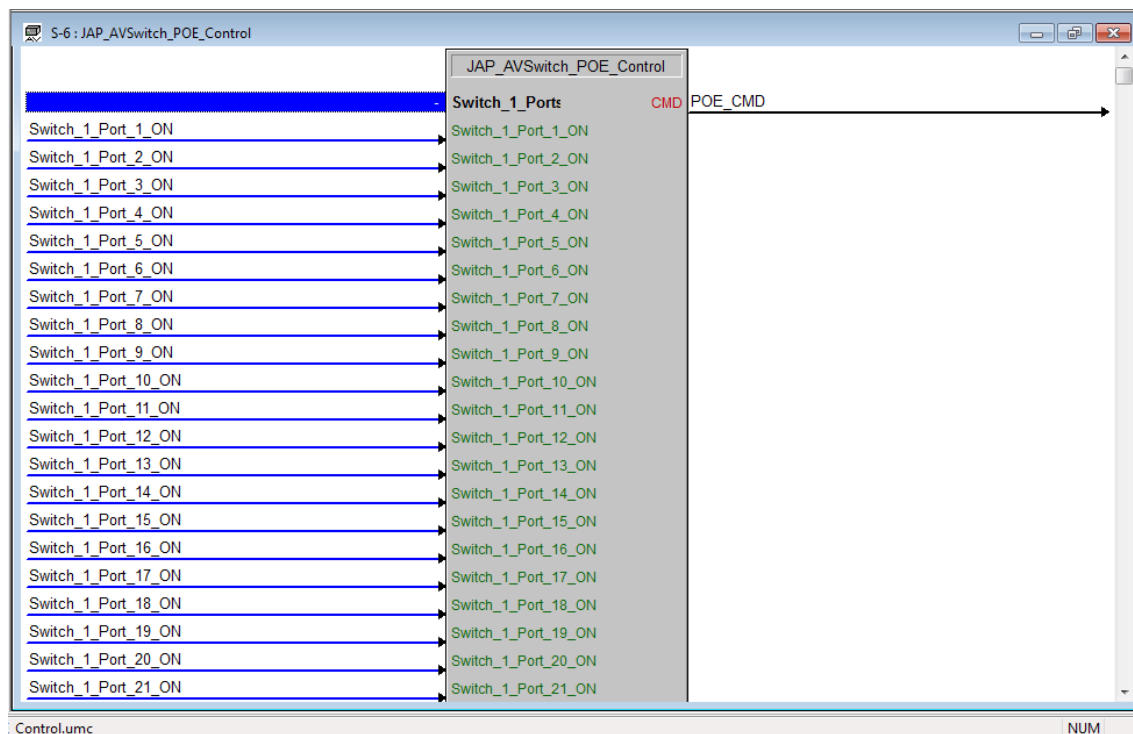 S-6 : JAP_AVSwitch_POE_Control
JAP_AVSwitch_POE_Control
- Switch_1_Ports CMD POE_CMD
Switch_1_Port_1_ON Switch_1_Port_1_ON
Switch_1_Port_2_ON Switch_1_Port_2_ON
Switch_1_Port_3_ON Switch_1_Port_3_ON
Switch_1_Port_4_ON Switch_1_Port_4_ON
Switch_1_Port_5_ON Switch_1_Port_5_ON
Switch_1_Port_6_ON Switch_1_Port_6_ON
Switch_1_Port_7_ON Switch_1_Port_7_ON
Switch_1_Port_8_ON Switch_1_Port_8_ON
Switch_1_Port_9_ON Switch_1_Port_9_ON
Switch_1_Port_10_ON Switch_1_Port_10_ON
Switch_1_Port_11_ON Switch_1_Port_11_ON
Switch_1_Port_12_ON Switch_1_Port_12_ON
Switch_1_Port_13_ON Switch_1_Port_13_ON
Switch_1_Port_14_ON Switch_1_Port_14_ON
Switch_1_Port_15_ON Switch_1_Port_15_ON
Switch_1_Port_16_ON Switch_1_Port_16_ON
Switch_1_Port_17_ON Switch_1_Port_17_ON
Switch_1_Port_18_ON Switch_1_Port_18_ON
Switch_1_Port_19_ON Switch_1_Port_19_ON
Switch_1_Port_20_ON Switch_1_Port_20_ON
Switch_1_Port_21_ON Switch_1_Port_21_ON
Control.umc NUM